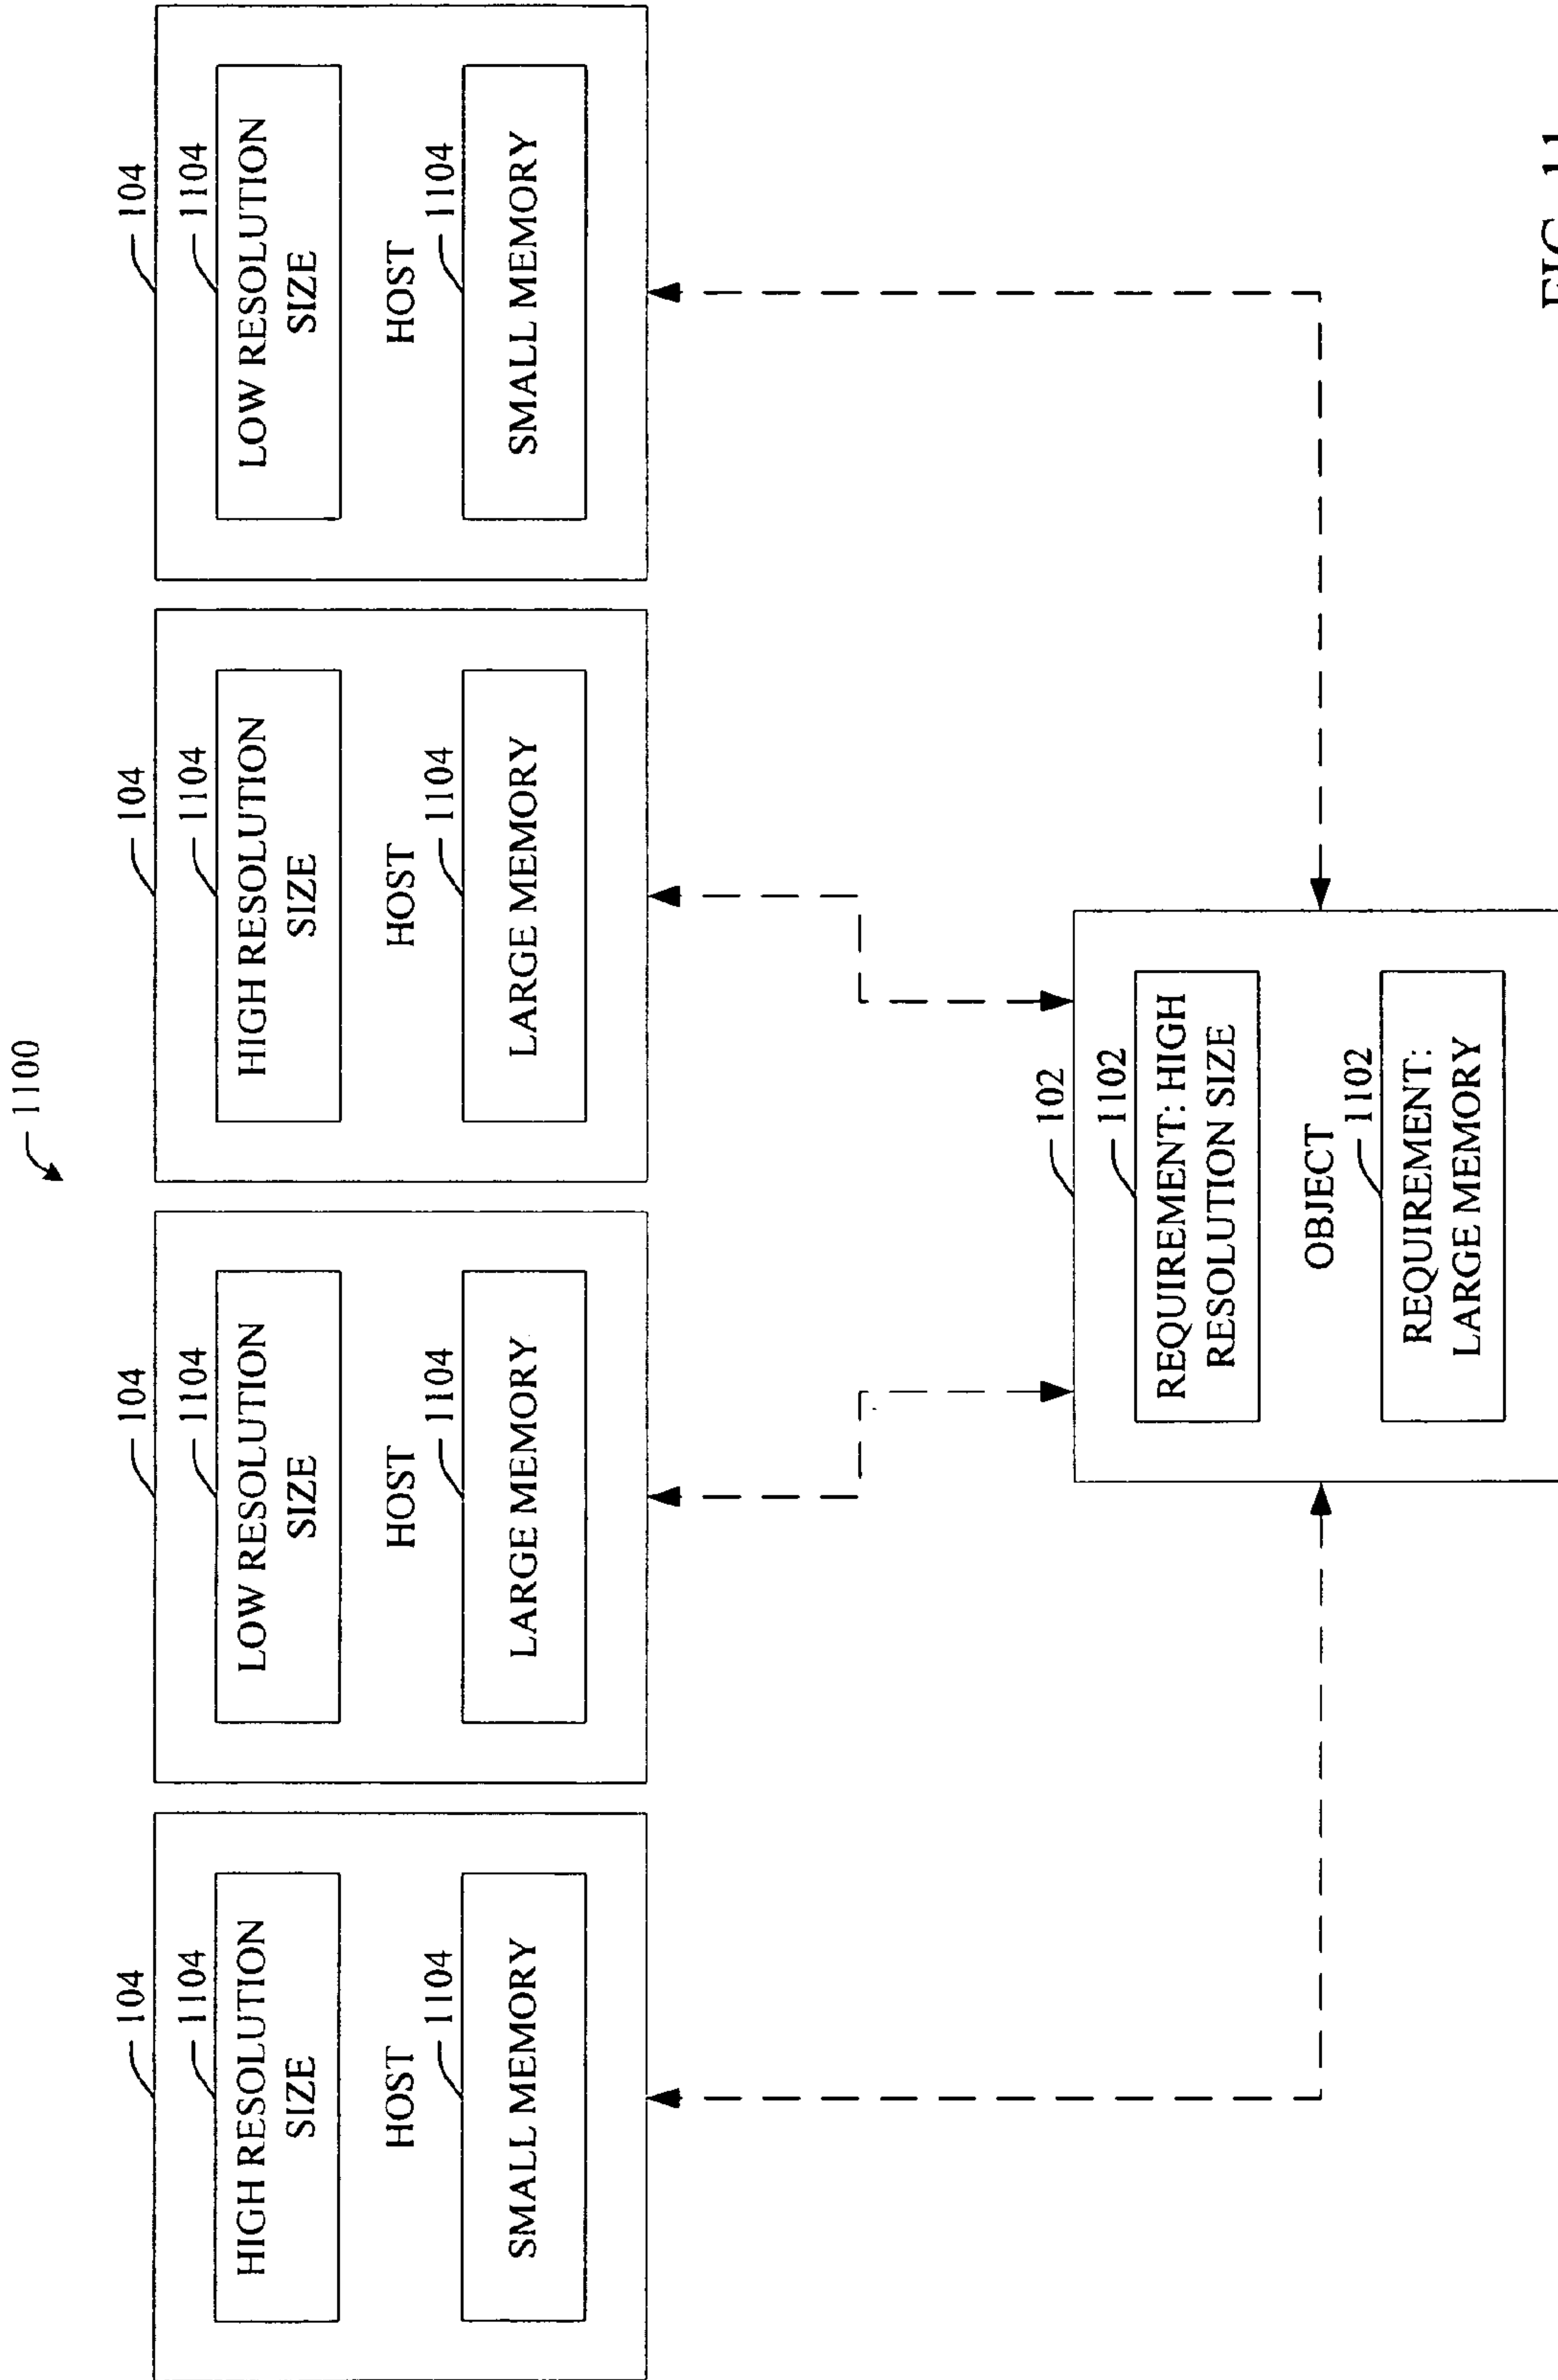 1100
104
1104
HIGH RESOLUTION
SIZE
HOST
1104
SMALL MEMORY
104
1104
LOW RESOLUTION
SIZE
HOST
1104
LARGE MEMORY
104
1104
HIGH RESOLUTION
SIZE
HOST
1104
LARGE MEMORY
104
1104
LOW RESOLUTION
SIZE
HOST
1104
SMALL MEMORY
102
1102
REQUIREMENT: HIGH
RESOLUTION SIZE
OBJECT
1102
REQUIREMENT:
LARGE MEMORY
FIG. 11